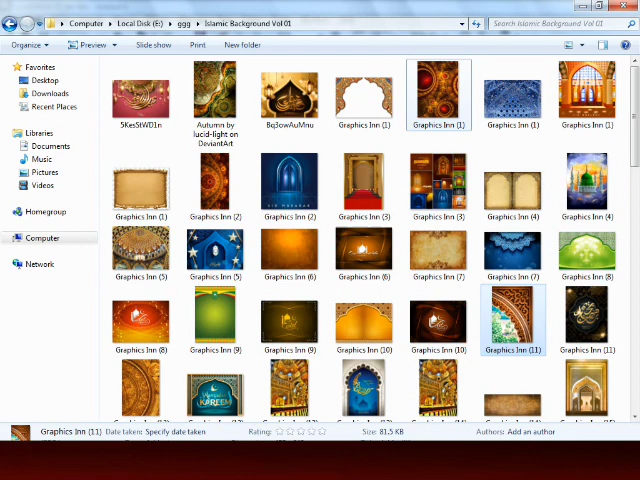 Computer ▸ Local Disk (E:) ▸ ggg ▸ Islamic Background Vol 01
Search Islamic Background Vol 01
Organize Preview Slide show Print New folder
Favorites
Desktop
Downloads
Recent Places
Libraries
Documents
Music
Pictures
Videos
Homegroup
Computer
Network
5KesStWD1n
Autumn by
lucid-light on
DeviantArt
Bq3owAuMnu
Graphics Inn (1)
Graphics Inn (1)
Graphics Inn (1)
Graphics Inn (1)
Graphics Inn (1)
Graphics Inn (2)
EID MUBARAK
Graphics Inn (2)
Graphics Inn (3)
Graphics Inn (3)
Graphics Inn (4)
Graphics Inn (4)
Graphics Inn (5)
Graphics Inn (5)
Graphics Inn (6)
Graphics Inn (6)
Graphics Inn (7)
Graphics Inn (7)
Graphics Inn (8)
Graphics Inn (8)
Graphics Inn (9)
Graphics Inn (9)
Graphics Inn (10)
Graphics Inn (10)
Graphics Inn (11)
Graphics Inn (11)
KAREEM
Graphics Inn (11) Date taken: Specify date taken Rating: Size: 81.5 KB Authors: Add an author